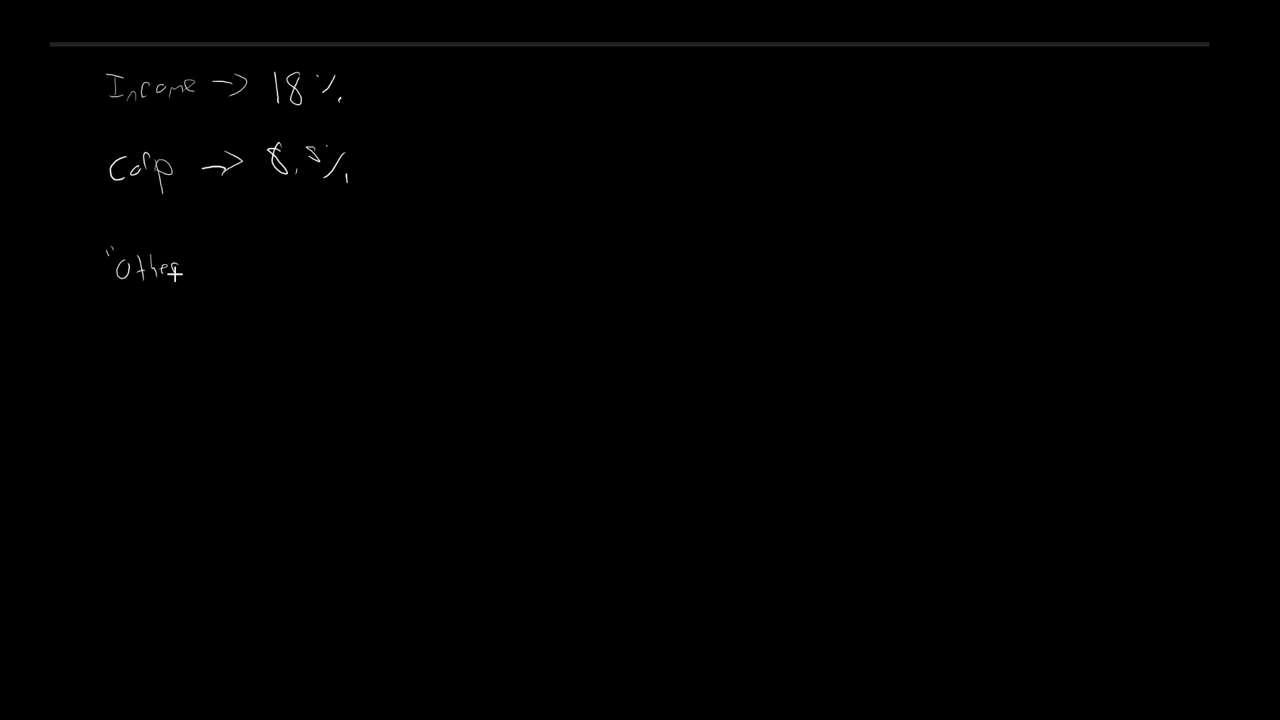 Income → 18%
Corp → 8.5%
"Other